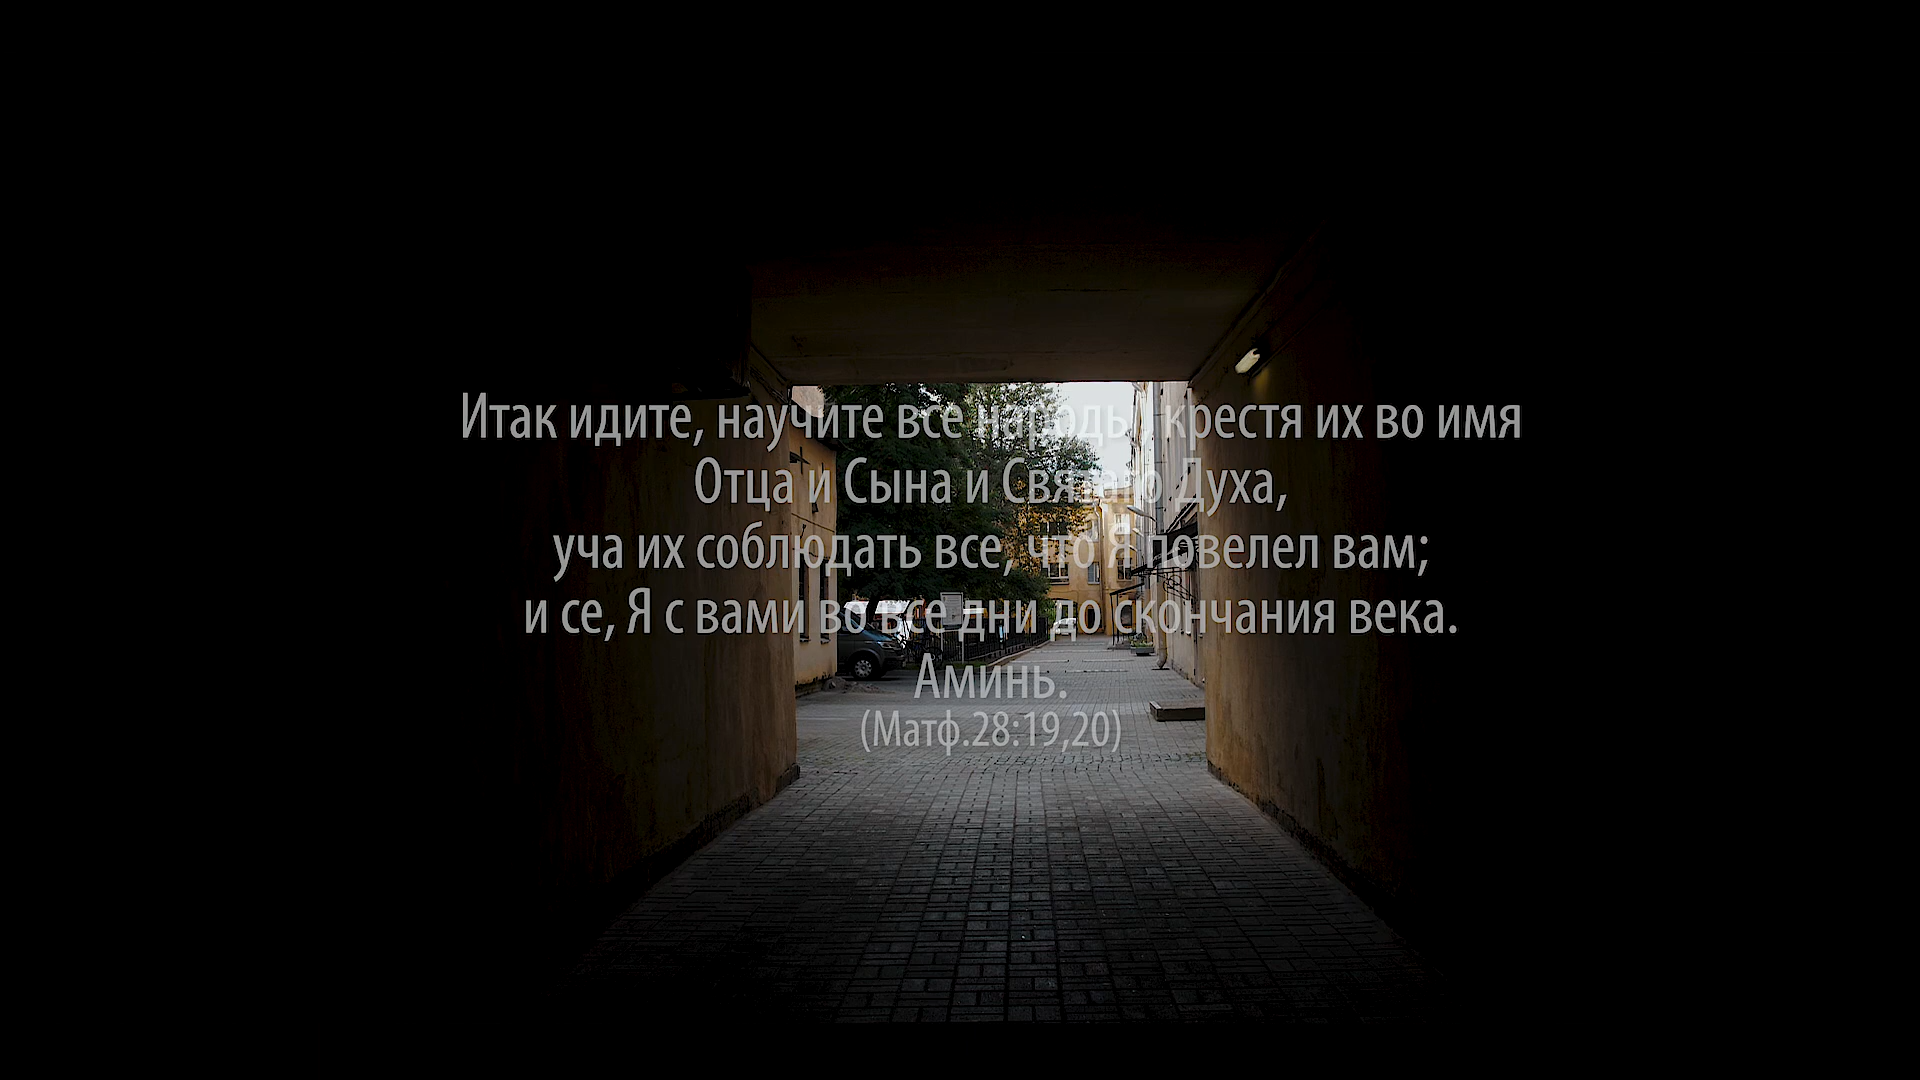 Итак идите, научите все народы, крестя их во имя
Отца и Сына и Святаго Духа,
уча их соблюдать все, что Я повелел вам;
и се, Я с вами во все дни до скончания века.
Аминь.
(Матф.28:19,20)